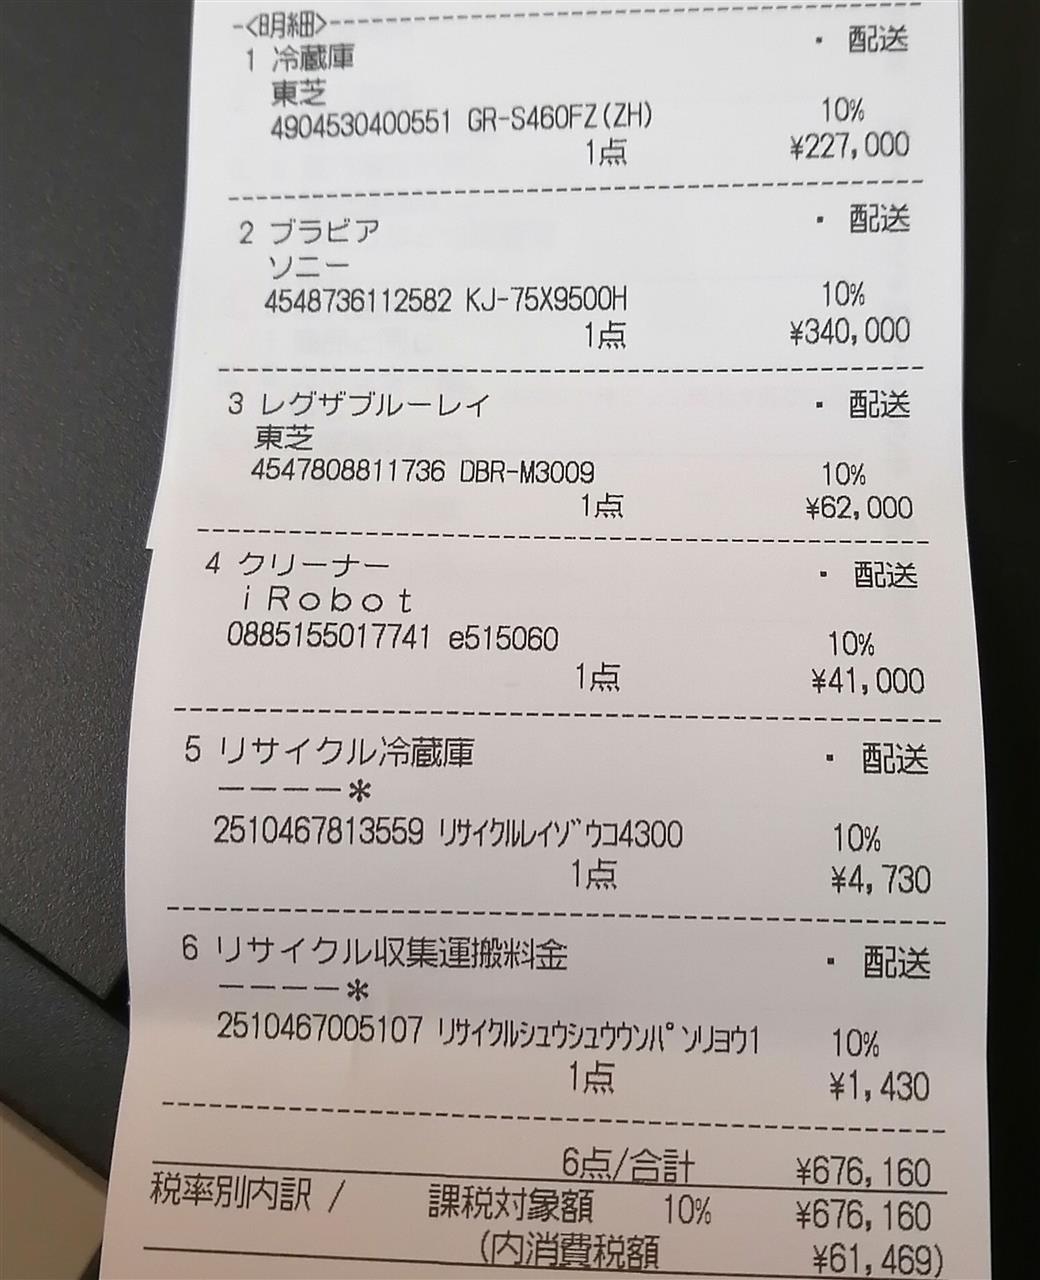 <明細>
・ 配送
1 冷蔵庫
東芝
4904530400551 GR-S460FZ(ZH) 10%
1点 ¥227,000
2 ブラビア ・ 配送
ソニー
4548736112582 KJ-75X9500H 10%
1点 ¥340,000
3 レグザブルーレイ ・ 配送
東芝
4547808811736 DBR-M3009 10%
1点 ¥62,000
4 クリーナー ・ 配送
iRobot
0885155017741 e515060 10%
1点 ¥41,000
5 リサイクル冷蔵庫 ・ 配送
ーーーー*
2510467813559 リサイクルレイゾウコ4300 10%
1点 ¥4,730
6 リサイクル収集運搬料金 ・ 配送
ーーーー*
2510467005107 リサイクルシュウシュウウンパンリヨウ1 10%
1点 ¥1,430
6点/合計 ¥676,160
税率別内訳 / 課税対象額 10% ¥676,160
(内消費税額 ¥61,469)